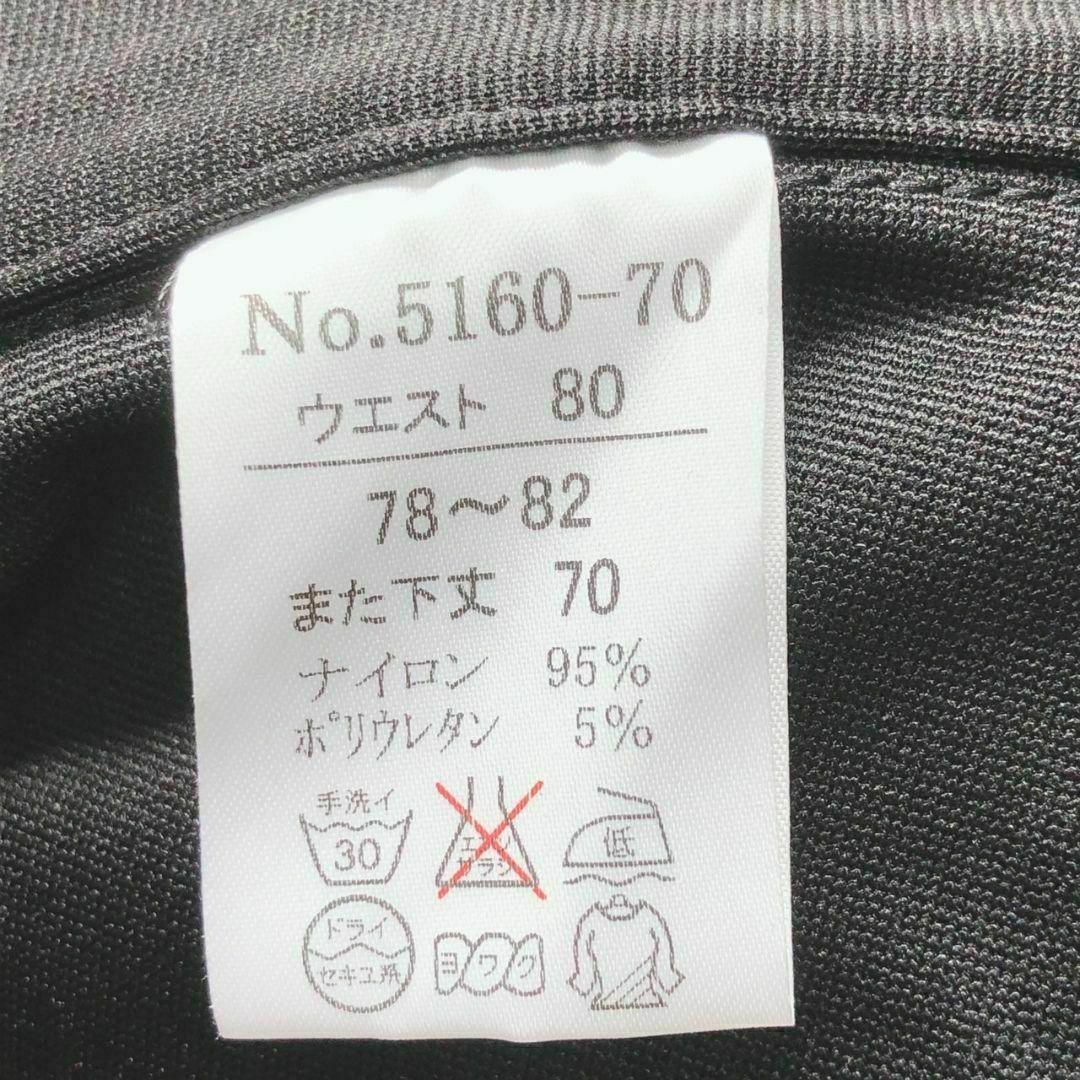 No.5160-70
ウエスト 80
78～82
また下丈 70
ナイロン 95%
ポリウレタン 5%
手洗イ
30
エンソ
サラシ
低
ドライ
セキユ系
ヨワク